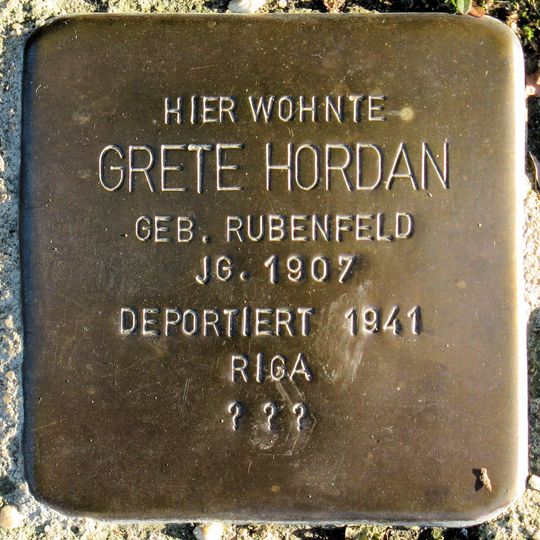 HIER WOHNTE
GRETE HORDAN
GEB. RUBENFELD
JG. 1907
DEPORTIERT 1941
RIGA
? ? ?